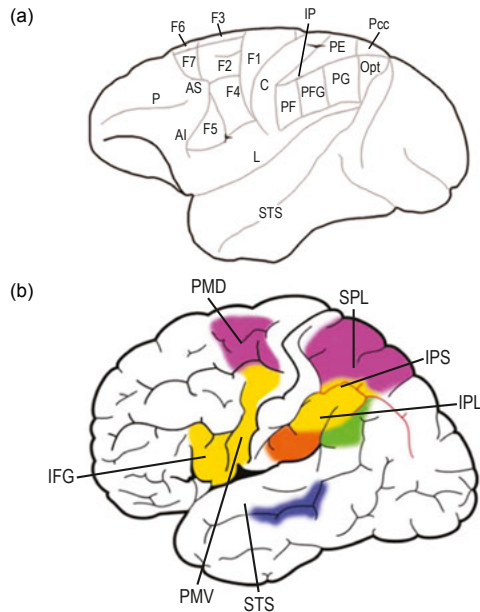 (a)
F3
F6
IP
Pcc
F7
F2
F1
PE
PG
Opt
AS
F4
C
PFG
P
PF
AI
F5
L
STS
(b)
PMD
SPL
IPS
IPL
IFG
PMV
STS